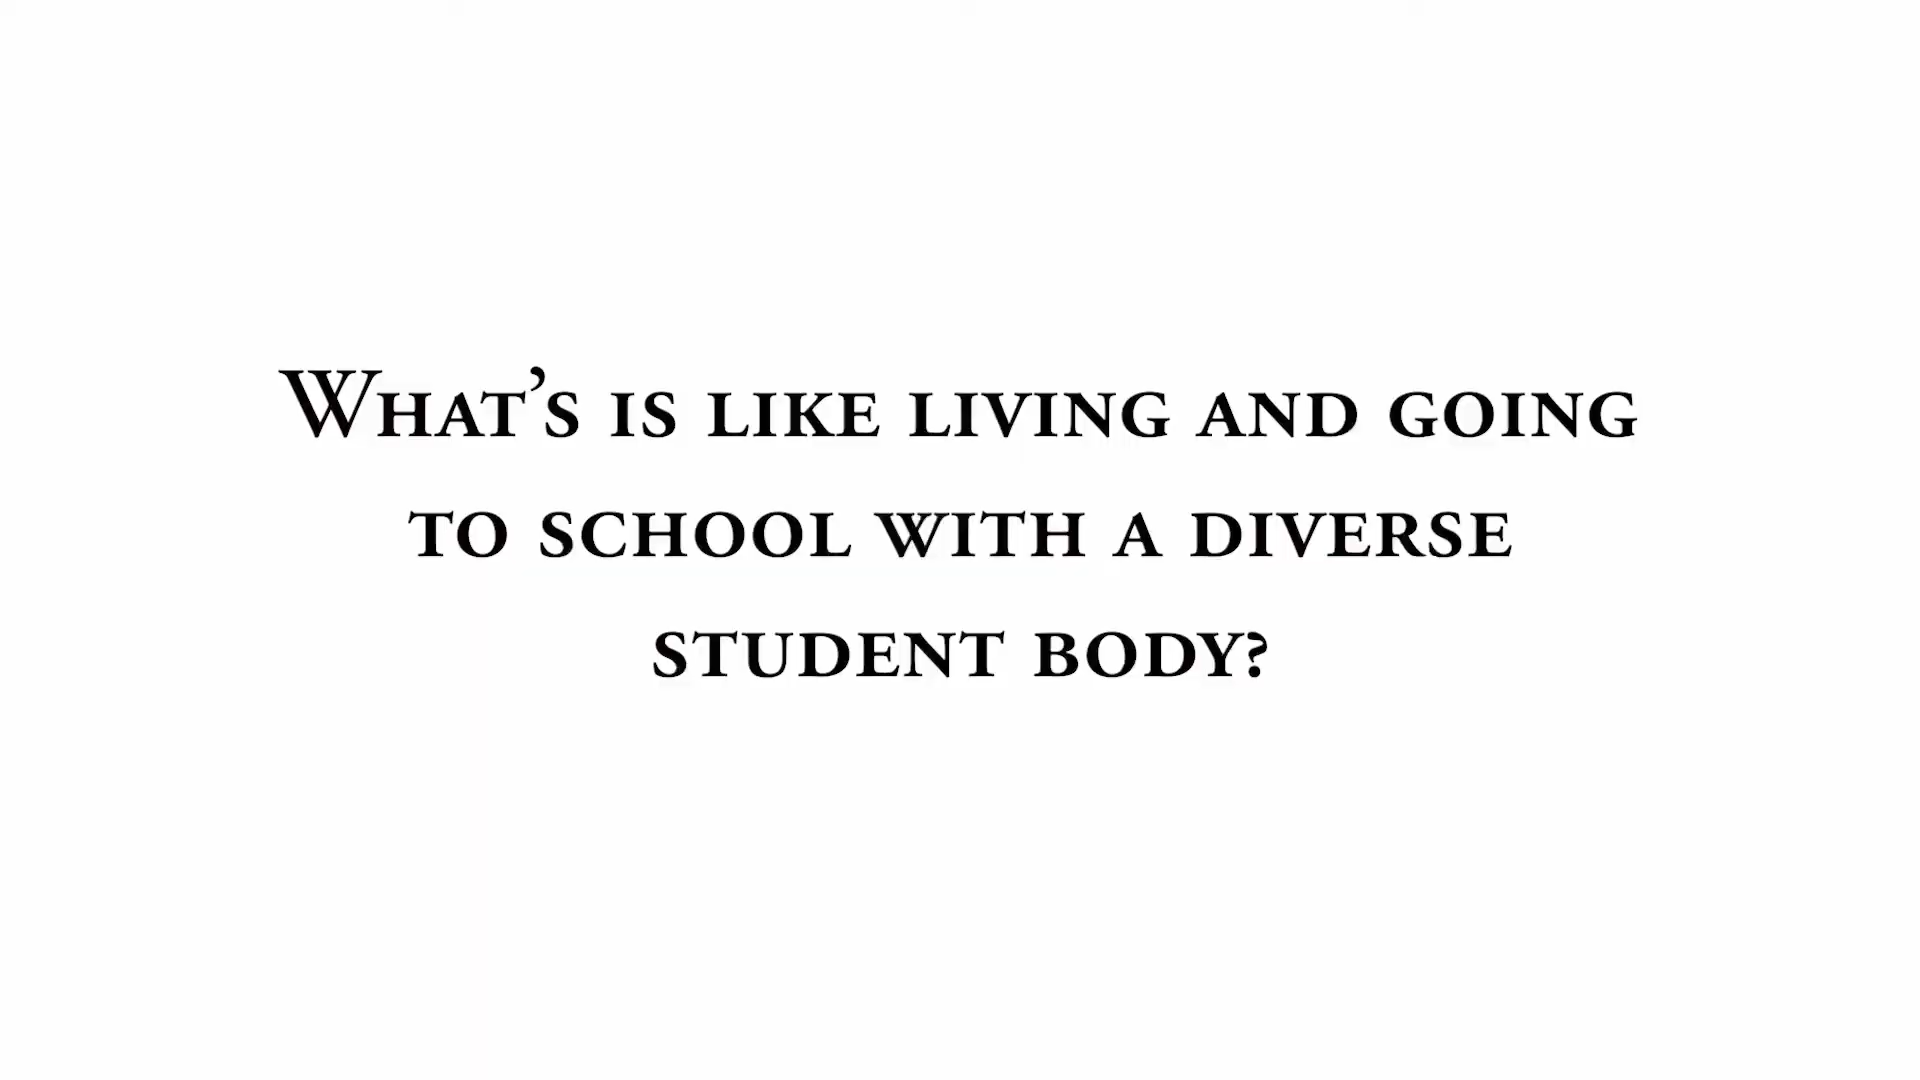 What's is like living and going
to school with a diverse
student body?